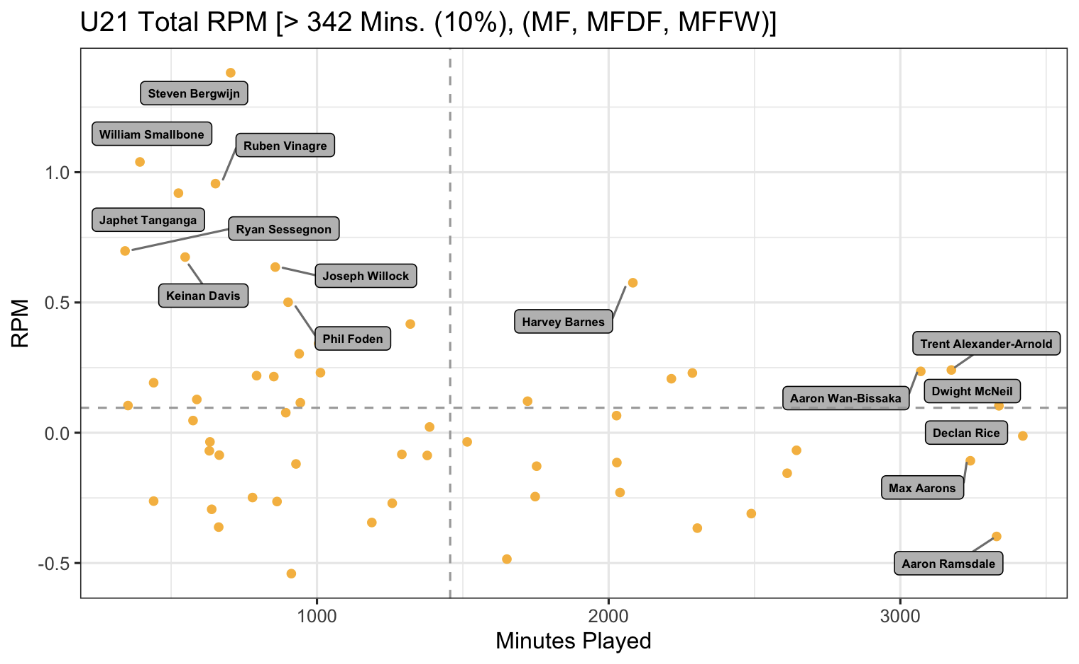 U21 Total RPM [> 342 Mins. (10%), (MF, MFDF, MFFW)]
Steven Bergwijn
William Smallbone
Ruben Vinagre
1.0
Japhet Tanganga
Ryan Sessegnon
Joseph Willock
Keinan Davis
0.5
Harvey Barnes
Phil Foden
Trent Alexander-Arnold
Dwight McNeil
Aaron Wan-Bissaka
RPM
0.0
Declan Rice
Max Aarons
-0.5
Aaron Ramsdale
1000
2000
3000
Minutes Played